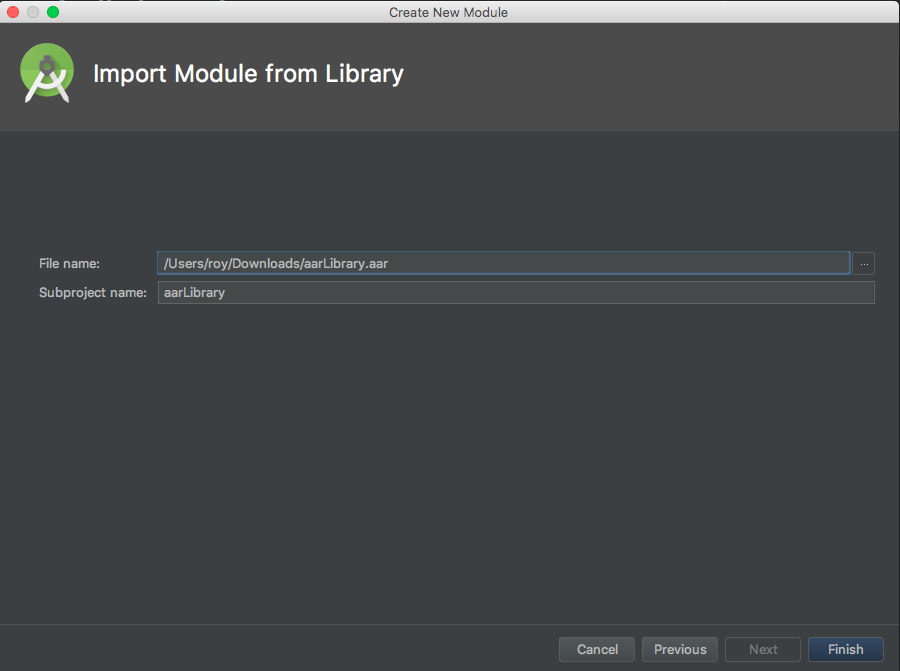 Create New Module
Import Module from Library
File name: /Users/roy/Downloads/aarLibrary.aar ...
Subproject name: aarLibrary
Cancel Previous Next Finish